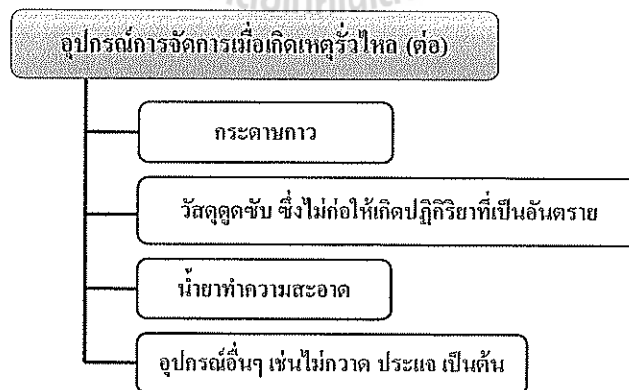 อุปกรณ์การจัดการเมื่อเกิดเหตุรั่วไหล (ต่อ)
กระดาษกาว
วัสดุดูดซับ ซึ่งไม่ก่อให้เกิดปฏิกิริยาที่เป็นอันตราย
น้ำยาทำความสะอาด
อุปกรณ์อื่นๆ เช่นไม้กวาด ประแจ เป็นต้น